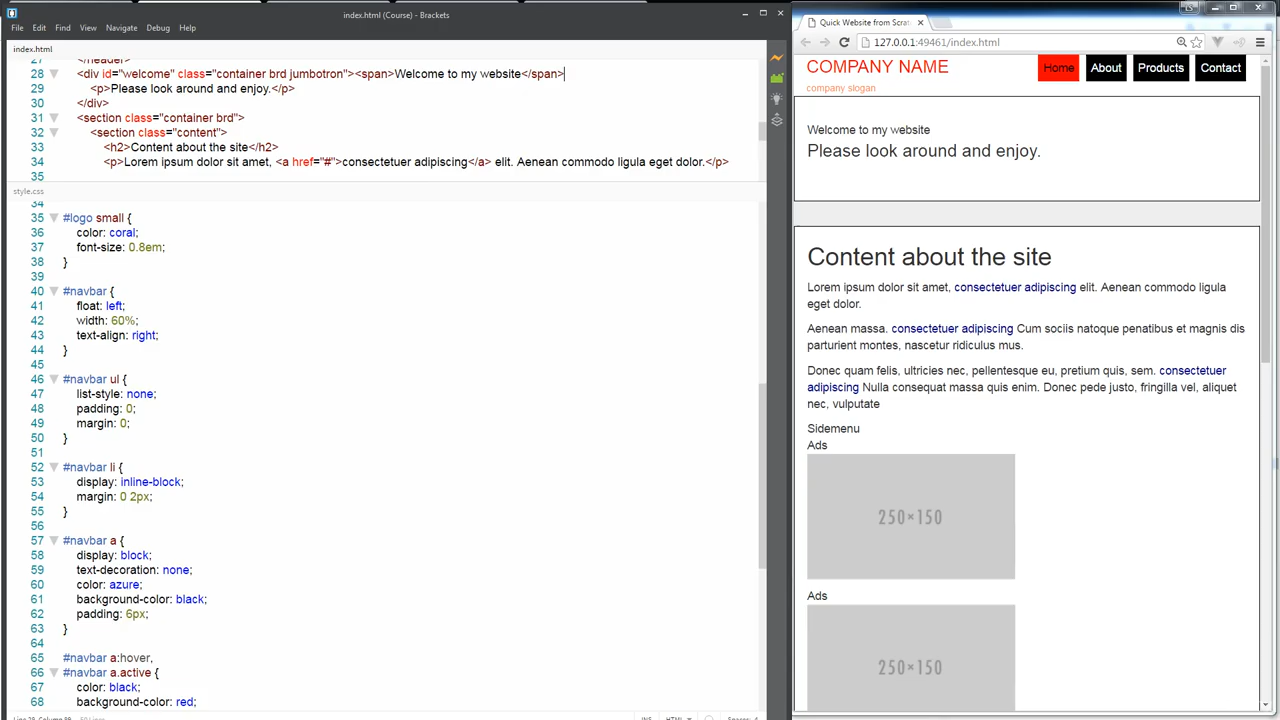 index.html (Course) - Brackets
File Edit Find View Navigate Debug Help
index.html
27 </header>
28 <div id="welcome" class="container brd jumbotron"><span>Welcome to my website</span>
29 <p>Please look around and enjoy.</p>
30 </div>
31 <section class="container brd">
32 <section class="content">
33 <h2>Content about the site</h2>
34 <p>Lorem ipsum dolor sit amet, <a href="#">consectetuer adipiscing</a> elit. Aenean commodo ligula eget dolor.</p>
35
style.css
34
35 #logo small {
36 color: coral;
37 font-size: 0.8em;
38 }
39
40 #navbar {
41 float: left;
42 width: 60%;
43 text-align: right;
44 }
45
46 #navbar ul {
47 list-style: none;
48 padding: 0;
49 margin: 0;
50 }
51
52 #navbar li {
53 display: inline-block;
54 margin: 0 2px;
55 }
56
57 #navbar a {
58 display: block;
59 text-decoration: none;
60 color: azure;
61 background-color: black;
62 padding: 6px;
63 }
64
65 #navbar a:hover,
66 #navbar a.active {
67 color: black;
68 background-color: red;
Quick Website from Scrat
127.0.0.1:49461/index.html
COMPANY NAME
company slogan
Home About Products Contact
Welcome to my website
Please look around and enjoy.
Content about the site
Lorem ipsum dolor sit amet, consectetuer adipiscing elit. Aenean commodo ligula
eget dolor.
Aenean massa. consectetuer adipiscing Cum sociis natoque penatibus et magnis dis
parturient montes, nascetur ridiculus mus.
Donec quam felis, ultricies nec, pellentesque eu, pretium quis, sem. consectetuer
adipiscing Nulla consequat massa quis enim. Donec pede justo, fringilla vel, aliquet
nec, vulputate
Sidemenu
Ads
250×150
Ads
250×150